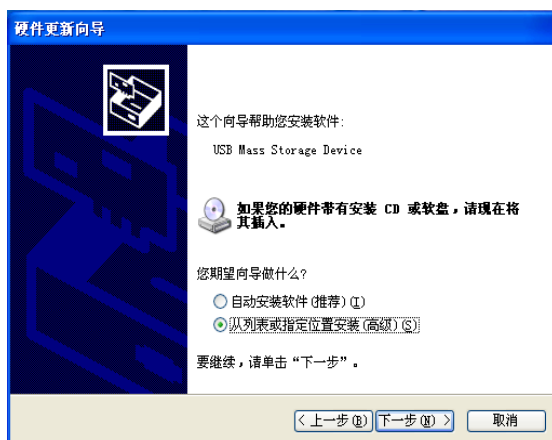 硬件更新向导
这个向导帮助您安装软件:
USB Mass Storage Device
如果您的硬件带有安装 CD 或软盘，请现在将
其插入。
您期望向导做什么?
自动安装软件(推荐)(I)
从列表或指定位置安装(高级)(S)
要继续，请单击“下一步”。
< 上一步(B) 下一步(N) > 取消